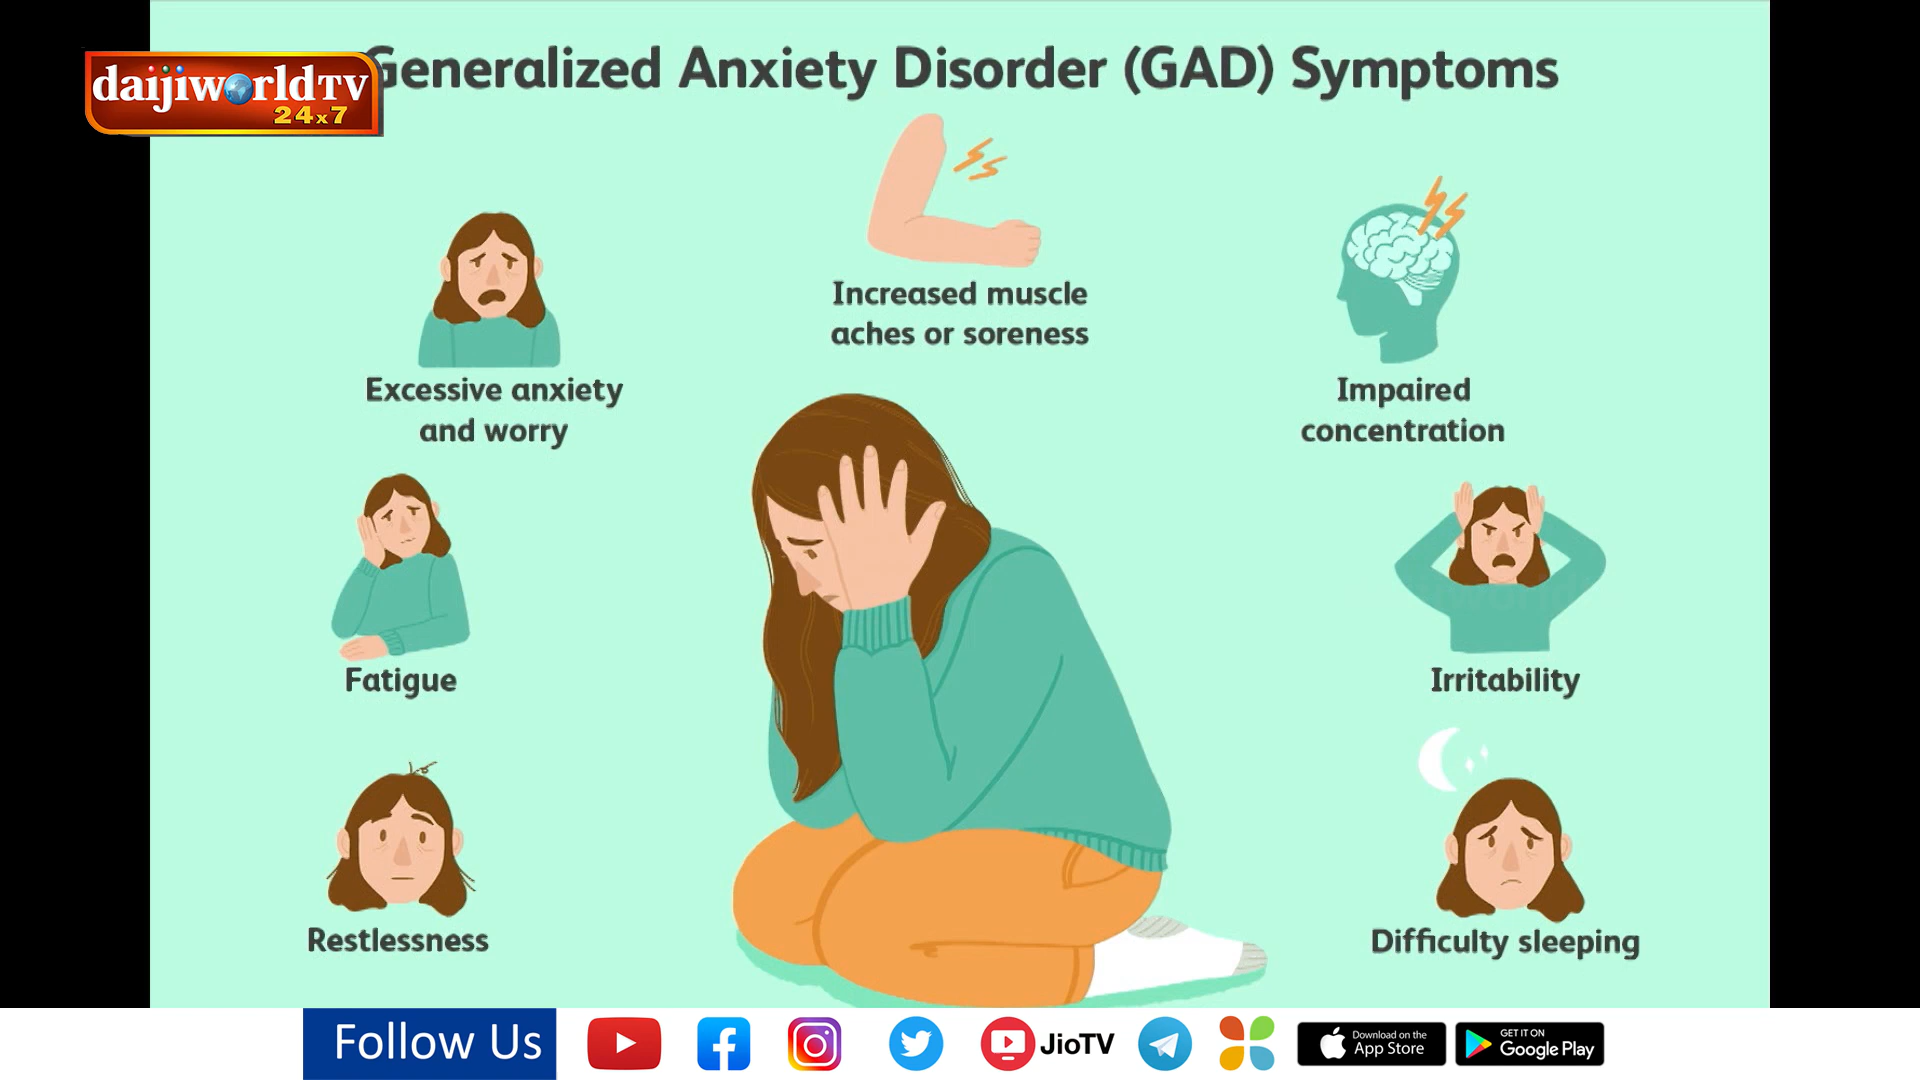 daijiworldTV
24x7
Generalized Anxiety Disorder (GAD) Symptoms
Increased muscle
aches or soreness
Excessive anxiety
and worry
Impaired
concentration
Fatigue
Irritability
Restlessness
Difficulty sleeping
Follow Us
JioTV
Download on the
App Store
GET IT ON
Google Play